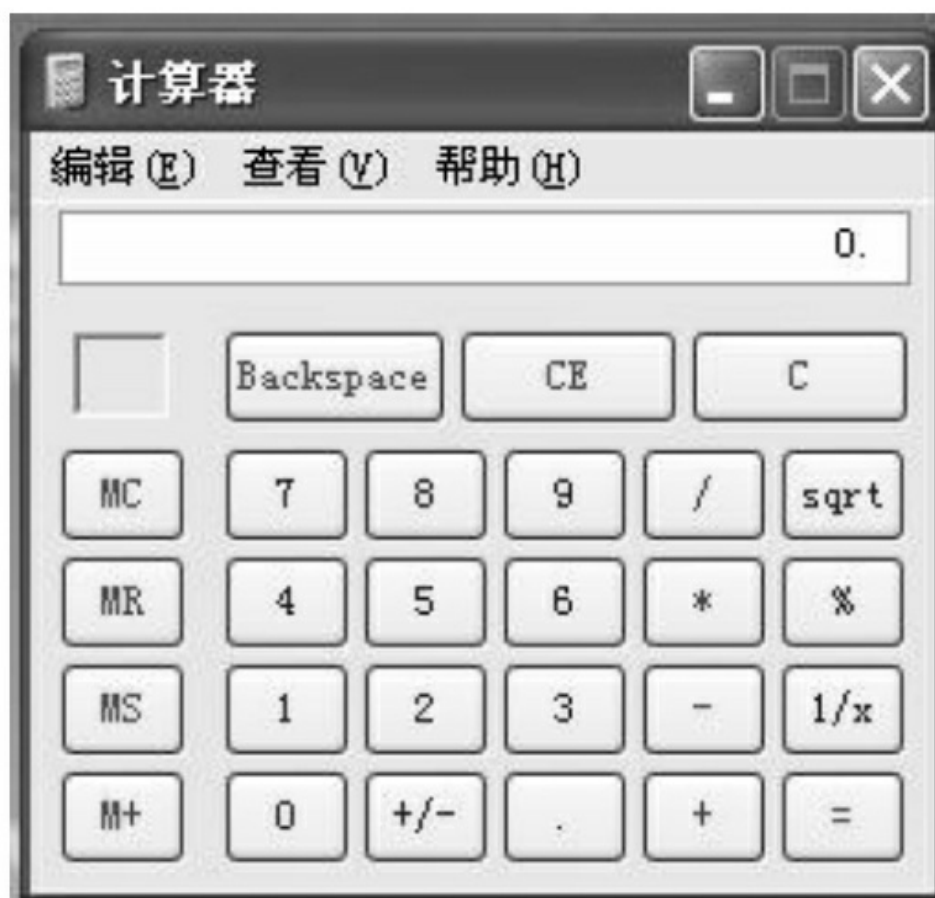 计算器
编辑(E) 查看(V) 帮助(H)
0.
Backspace CE C
MC 7 8 9 / sqrt
MR 4 5 6 * %
MS 1 2 3 - 1/x
M+ 0 +/- . + =